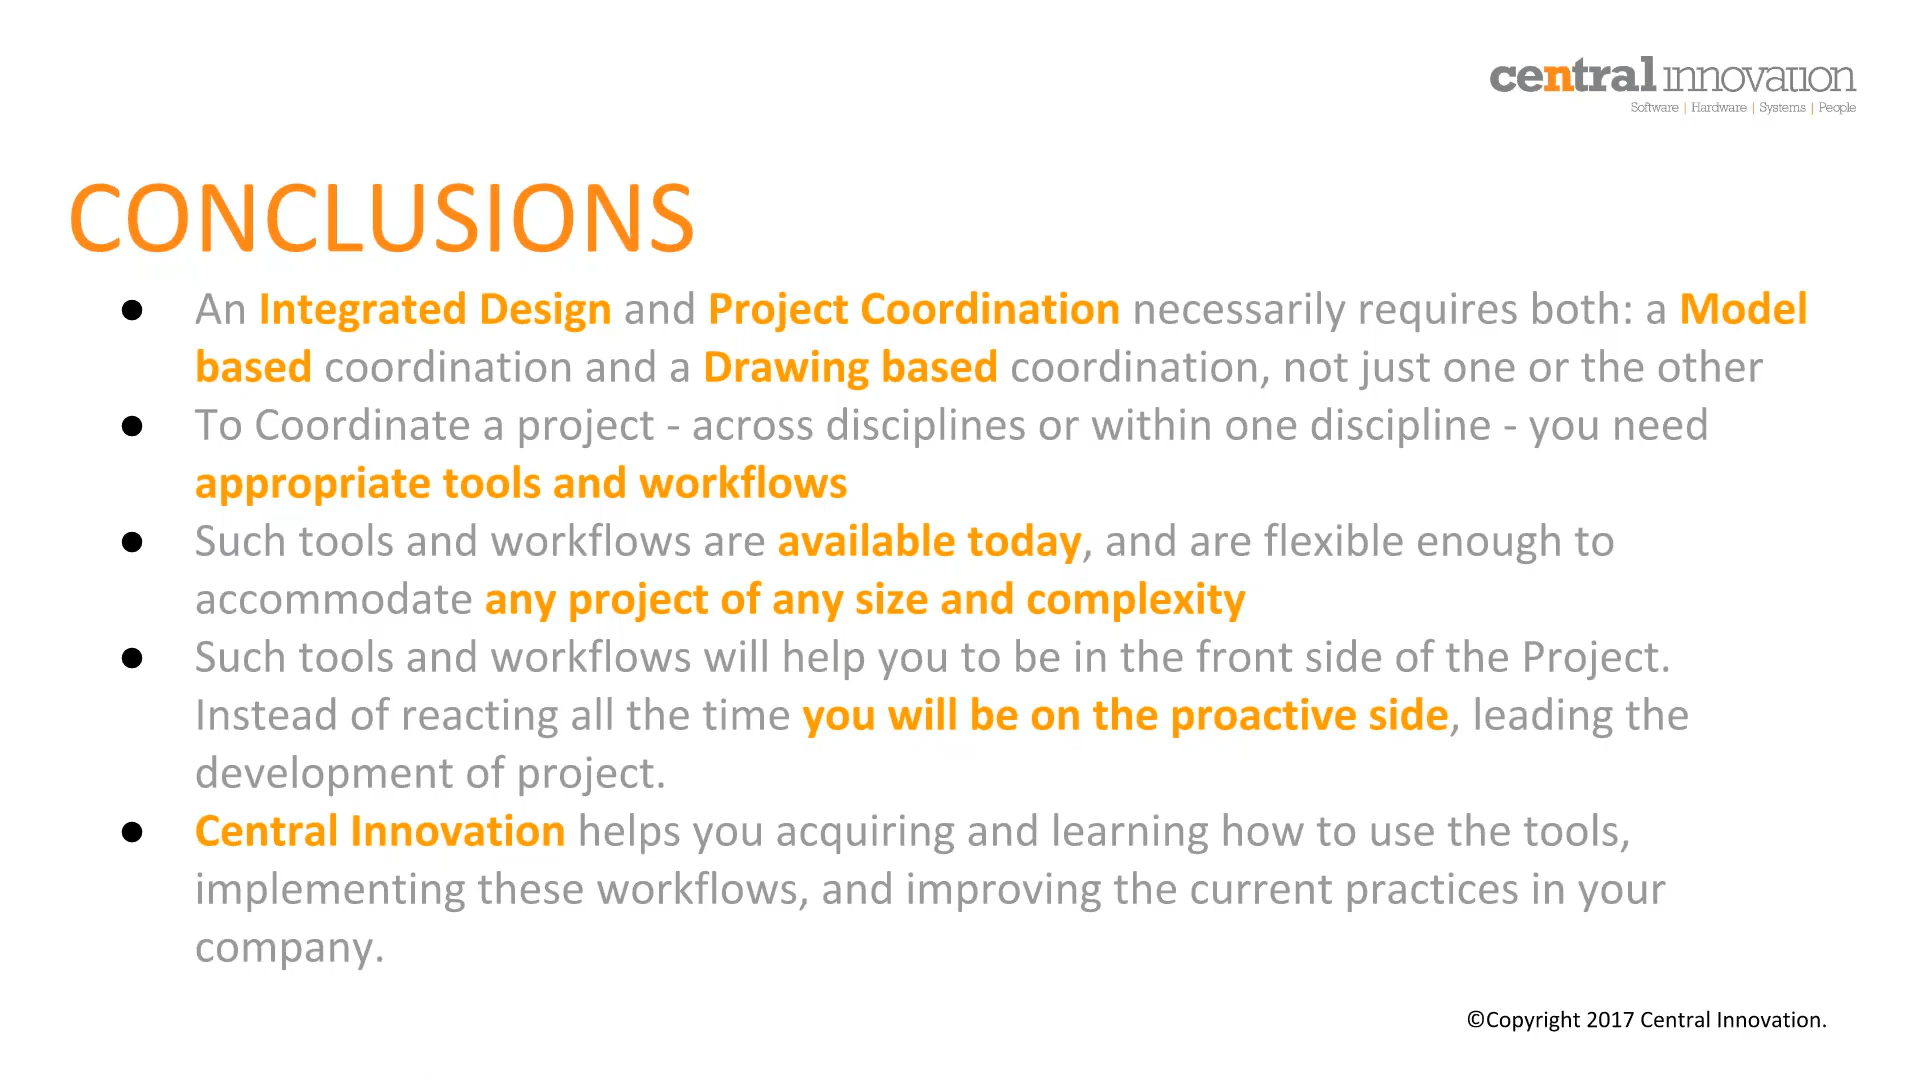 central innovation
Software | Hardware | Systems | People
CONCLUSIONS
● An Integrated Design and Project Coordination necessarily requires both: a Model
based coordination and a Drawing based coordination, not just one or the other
● To Coordinate a project - across disciplines or within one discipline - you need
appropriate tools and workflows
● Such tools and workflows are available today, and are flexible enough to
accommodate any project of any size and complexity
● Such tools and workflows will help you to be in the front side of the Project.
Instead of reacting all the time you will be on the proactive side, leading the
development of project.
● Central Innovation helps you acquiring and learning how to use the tools,
implementing these workflows, and improving the current practices in your
company.
©Copyright 2017 Central Innovation.